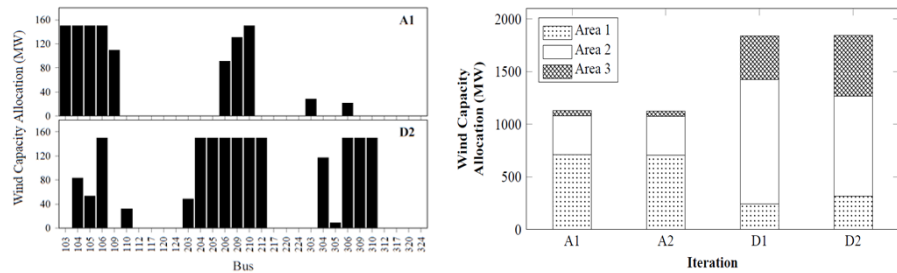 A1
160
120
80
40
0
D2
160
120
80
40
0
Wind Capacity Allocation (MW)
103 104 105 106 109 110 112 117 120 124 203 204 205 206 209 210 212 217 220 224 303 304 305 306 309 310 312 317 320 324
Bus
2000
1500
1000
500
0
Wind Capacity
Allocation (MW)
Area 1
Area 2
Area 3
A1 A2 D1 D2
Iteration